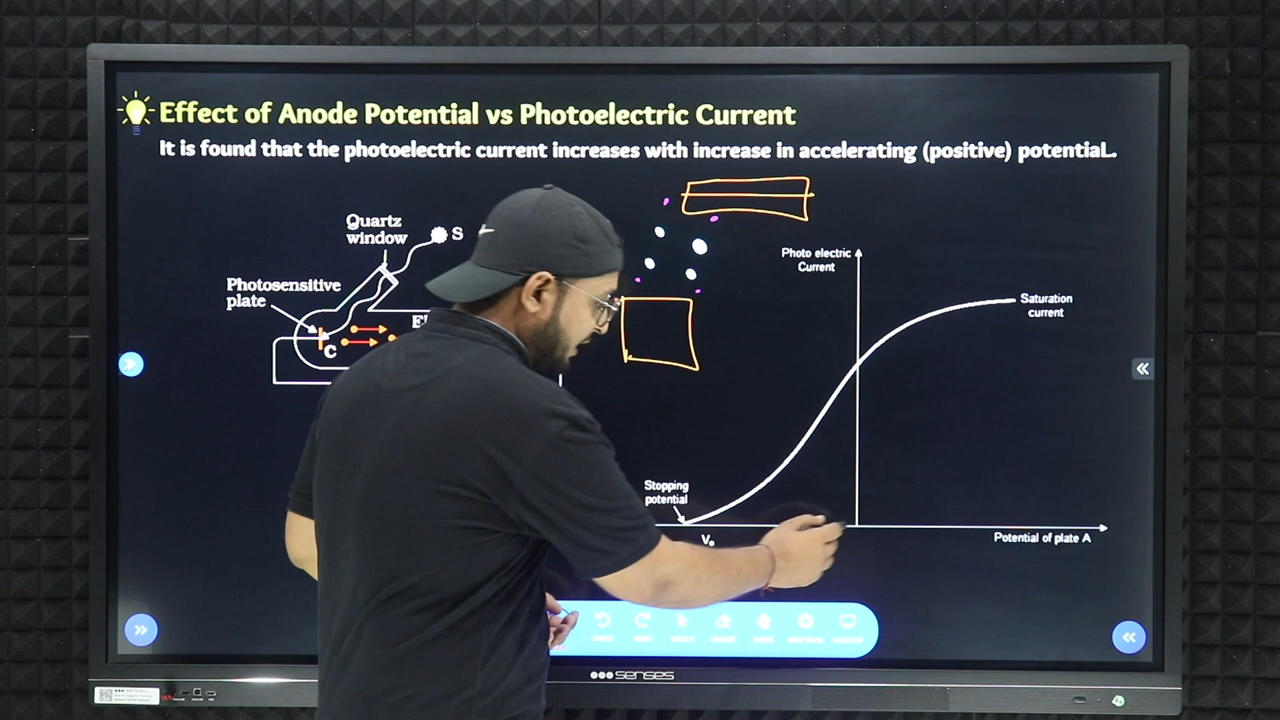 Effect of Anode Potential vs Photoelectric Current
It is found that the photoelectric current increases with increase in accelerating (positive) potentiaL.
Quartz
window
S
Photosensitive
plate
C
Photo electric
Current
Saturation
current
Stopping
potential
V₀
Potential of plate A
senses